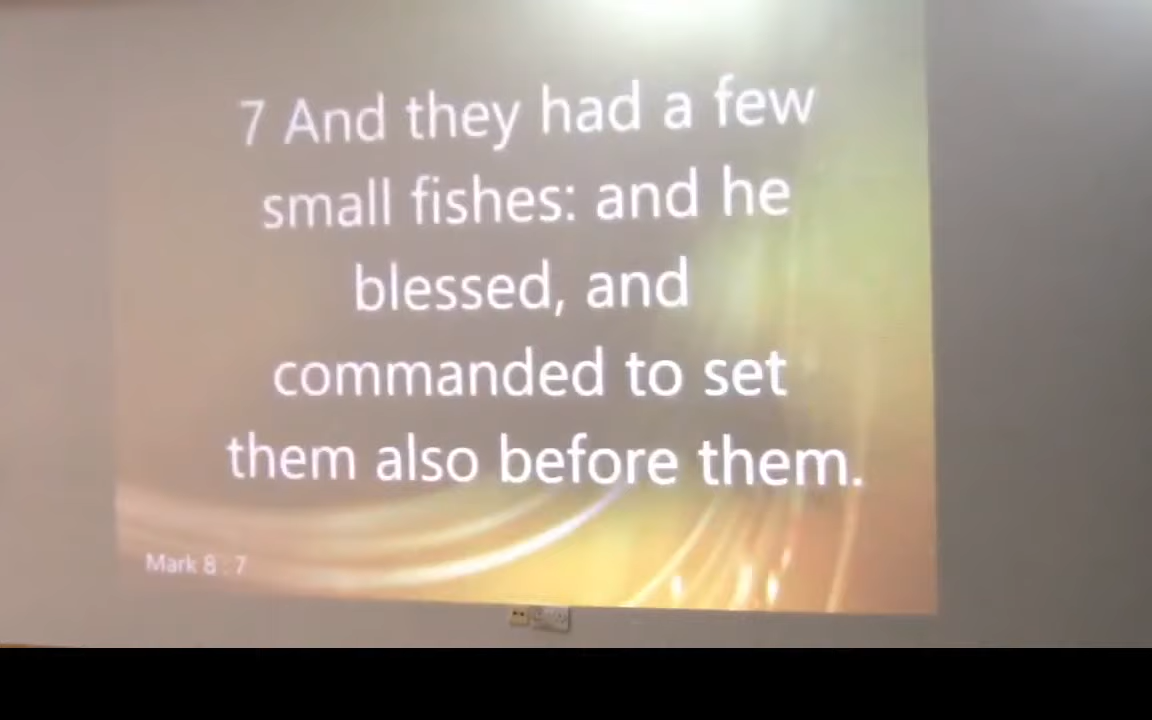 7 And they had a few
small fishes: and he
blessed, and
commanded to set
them also before them.
Mark 8 : 7